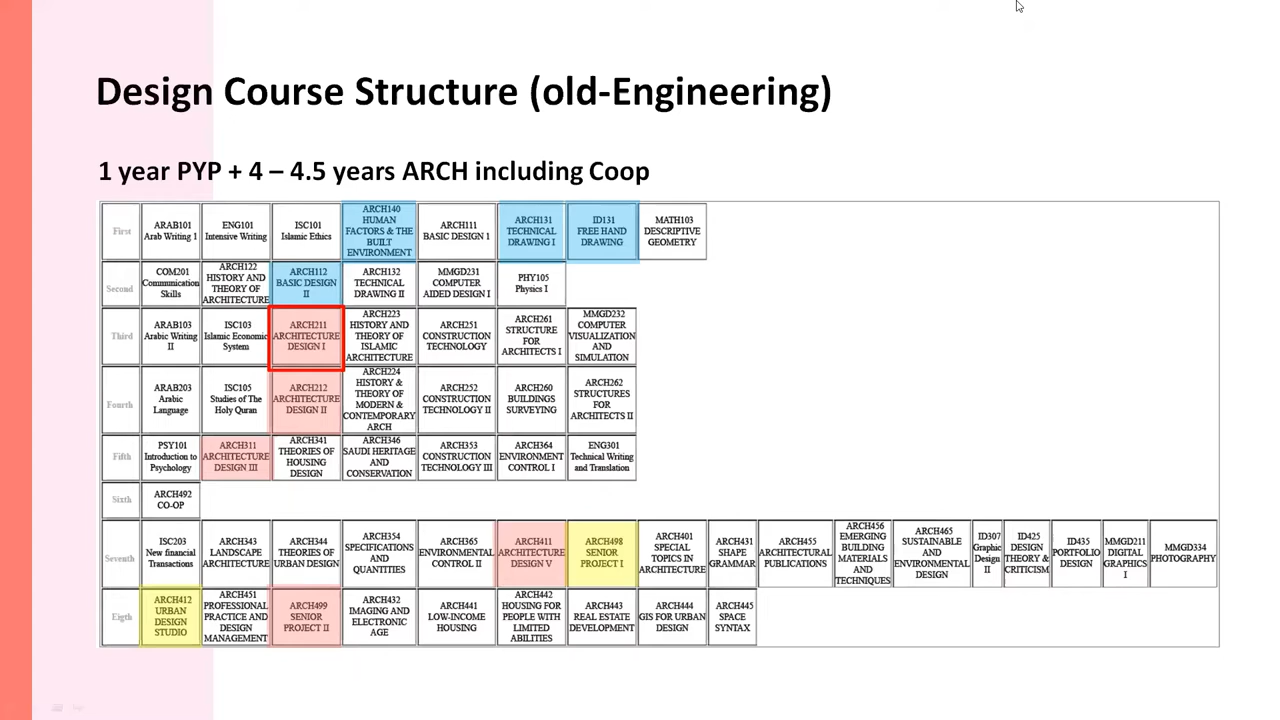 Design Course Structure (old-Engineering)
1 year PYP + 4 – 4.5 years ARCH including Coop
First
ARAB101
Arab Writing 1
ENG101
Intensive Writing
ISC101
Islamic Ethics
ARCH140
HUMAN
FACTORS & THE
BUILT
ENVIRONMENT
ARCH111
BASIC DESIGN 1
ARCH131
TECHNICAL
DRAWING I
ID131
FREE HAND
DRAWING
MATH103
DESCRIPTIVE
GEOMETRY
Second
COM201
Communication
Skills
ARCH122
HISTORY AND
THEORY OF
ARCHITECTURE
ARCH112
BASIC DESIGN
II
ARCH132
TECHNICAL
DRAWING II
MMGD231
COMPUTER
AIDED DESIGN I
PHY105
Physics I
Third
ARAB103
Arabic Writing
II
ISC103
Islamic Economic
System
ARCH211
ARCHITECTURE
DESIGN I
ARCH223
HISTORY AND
THEORY OF
ISLAMIC
ARCHITECTURE
ARCH251
CONSTRUCTION
TECHNOLOGY
ARCH261
STRUCTURE
FOR
ARCHITECTS I
MMGD232
COMPUTER
VISUALIZATION
AND
SIMULATION
Fourth
ARAB203
Arabic
Language
ISC105
Studies of The
Holy Quran
ARCH212
ARCHITECTURE
DESIGN II
ARCH224
HISTORY &
THEORY OF
MODERN &
CONTEMPORARY
ARCH
ARCH252
CONSTRUCTION
TECHNOLOGY II
ARCH260
BUILDINGS
SURVEYING
ARCH262
STRUCTURES
FOR
ARCHITECTS II
Fifth
PSY101
Introduction to
Psychology
ARCH311
ARCHITECTURE
DESIGN III
ARCH341
THEORIES OF
HOUSING
DESIGN
ARCH346
SAUDI HERITAGE
AND
CONSERVATION
ARCH353
CONSTRUCTION
TECHNOLOGY III
ARCH364
ENVIRONMENT
CONTROL I
ENG301
Technical Writing
and Translation
Sixth
ARCH492
CO-OP
Seventh
ISC203
New financial
Transactions
ARCH343
LANDSCAPE
ARCHITECTURE
ARCH344
THEORIES OF
URBAN DESIGN
ARCH354
SPECIFICATIONS
AND
QUANTITIES
ARCH365
ENVIRONMENTAL
CONTROL II
ARCH411
ARCHITECTURE
DESIGN V
ARCH498
SENIOR
PROJECT I
ARCH401
SPECIAL
TOPICS IN
ARCHITECTURE
ARCH431
SHAPE
GRAMMAR
ARCH455
ARCHITECTURAL
PUBLICATIONS
ARCH456
EMERGING
BUILDING
MATERIALS
AND
TECHNIQUES
ARCH465
SUSTAINABLE
AND
ENVIRONMENTAL
DESIGN
ID307
Graphic
Design
II
ID425
DESIGN
THEORY &
CRITICISM
ID435
PORTFOLIO
DESIGN
MMGD211
DIGITAL
GRAPHICS
I
MMGD334
PHOTOGRAPHY
Eigth
ARCH412
URBAN
DESIGN
STUDIO
ARCH451
PROFESSIONAL
PRACTICE AND
DESIGN
MANAGEMENT
ARCH499
SENIOR
PROJECT II
ARCH432
IMAGING AND
ELECTRONIC
AGE
ARCH441
LOW-INCOME
HOUSING
ARCH442
HOUSING FOR
PEOPLE WITH
LIMITED
ABILITIES
ARCH443
REAL ESTATE
DEVELOPMENT
ARCH444
GIS FOR URBAN
DESIGN
ARCH445
SPACE
SYNTAX